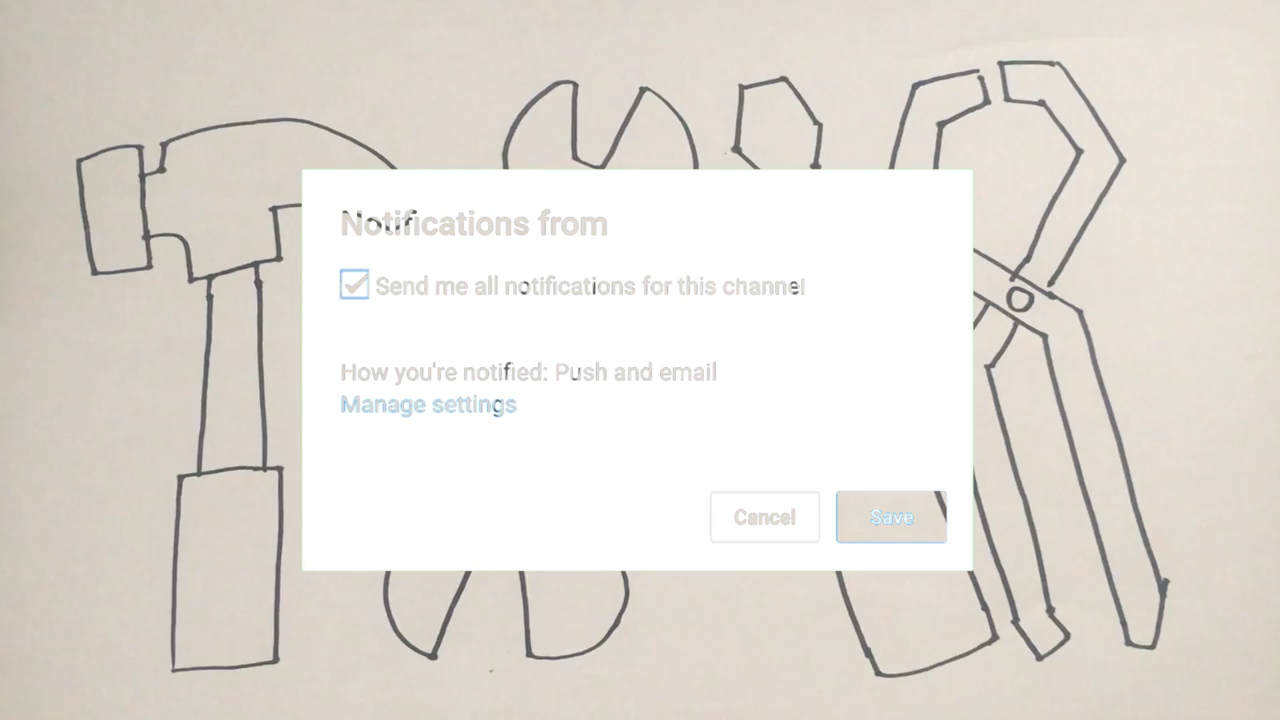 Notifications from
Send me all notifications for this channel
How you're notified: Push and email
Manage settings
Cancel
Save